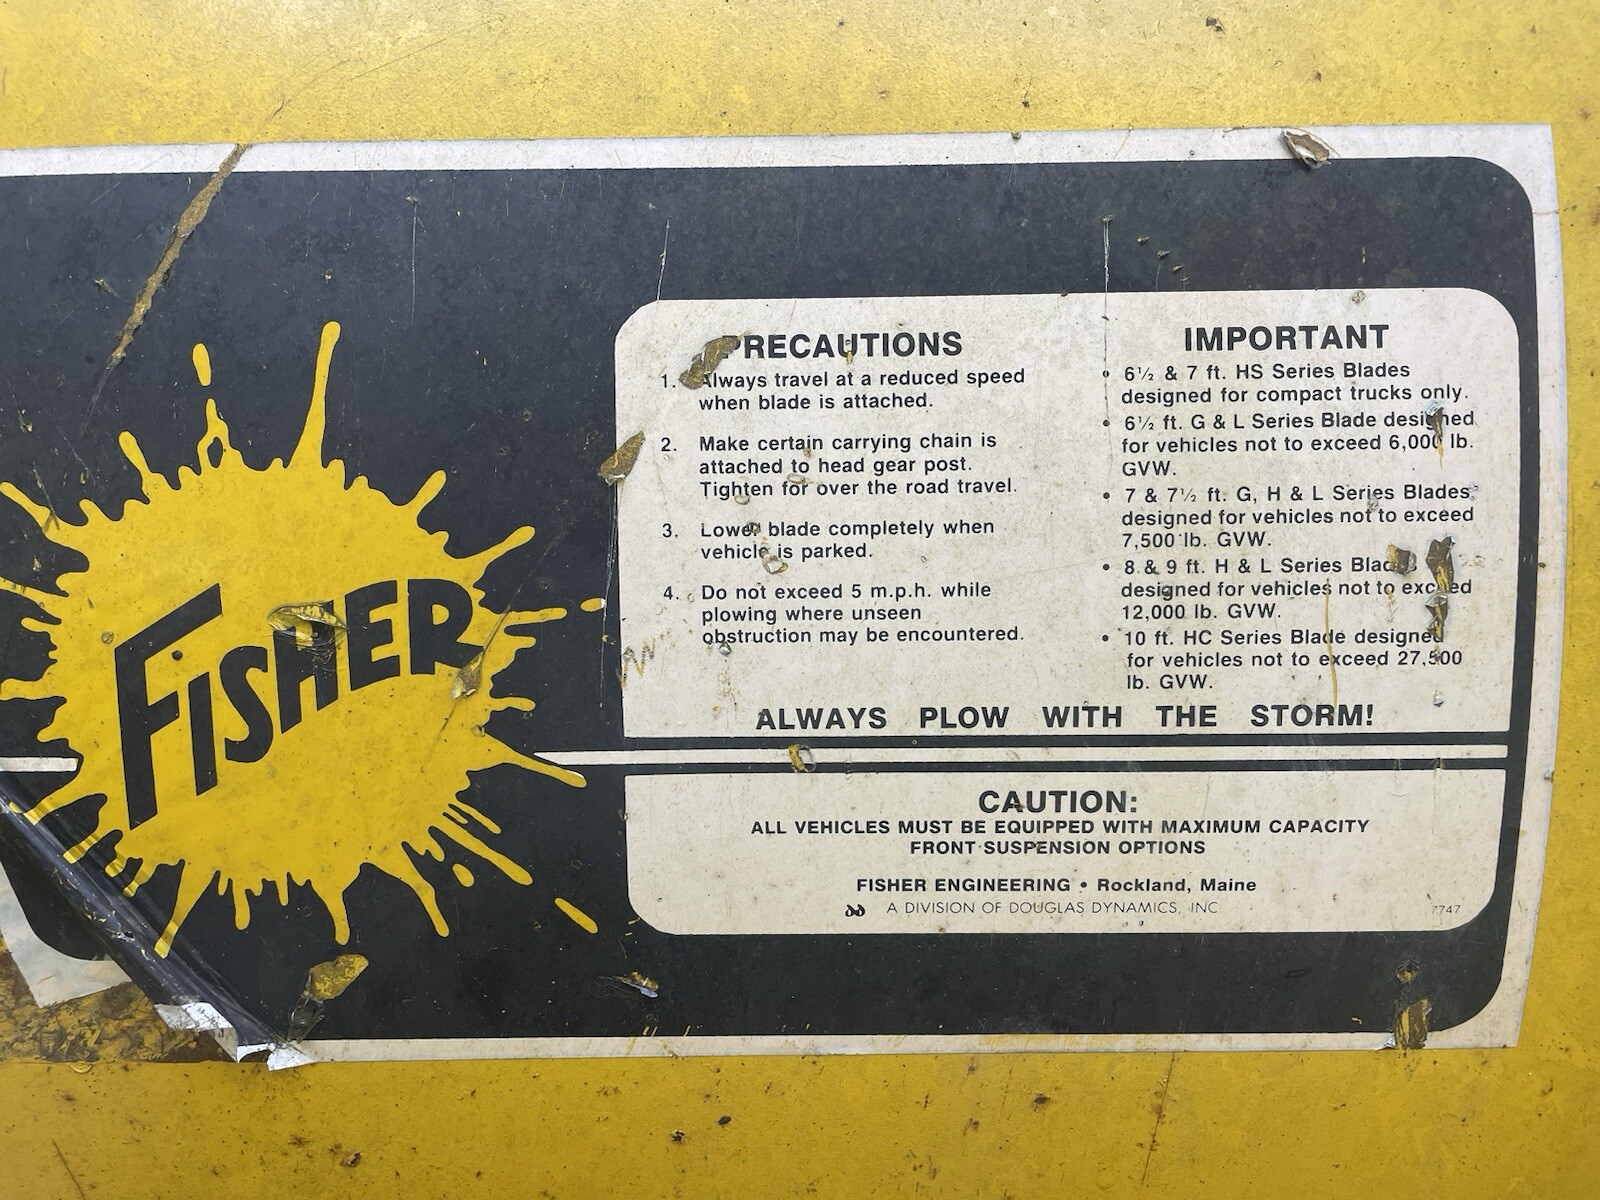 FISHER
PRECAUTIONS
1. Always travel at a reduced speed
when blade is attached.
2. Make certain carrying chain is
attached to head gear post.
Tighten for over the road travel.
3. Lower blade completely when
vehicle is parked.
4. Do not exceed 5 m.p.h. while
plowing where unseen
obstruction may be encountered.
IMPORTANT
• 6½ & 7 ft. HS Series Blades
designed for compact trucks only.
• 6½ ft. G & L Series Blade designed
for vehicles not to exceed 6,000 lb.
GVW.
• 7 & 7½ ft. G, H & L Series Blades
designed for vehicles not to exceed
7,500 lb. GVW.
• 8 & 9 ft. H & L Series Blades
designed for vehicles not to exceed
12,000 lb. GVW.
• 10 ft. HC Series Blade designed
for vehicles not to exceed 27,500
lb. GVW.
ALWAYS PLOW WITH THE STORM!
CAUTION:
ALL VEHICLES MUST BE EQUIPPED WITH MAXIMUM CAPACITY
FRONT SUSPENSION OPTIONS
FISHER ENGINEERING • Rockland, Maine
A DIVISION OF DOUGLAS DYNAMICS, INC
7747